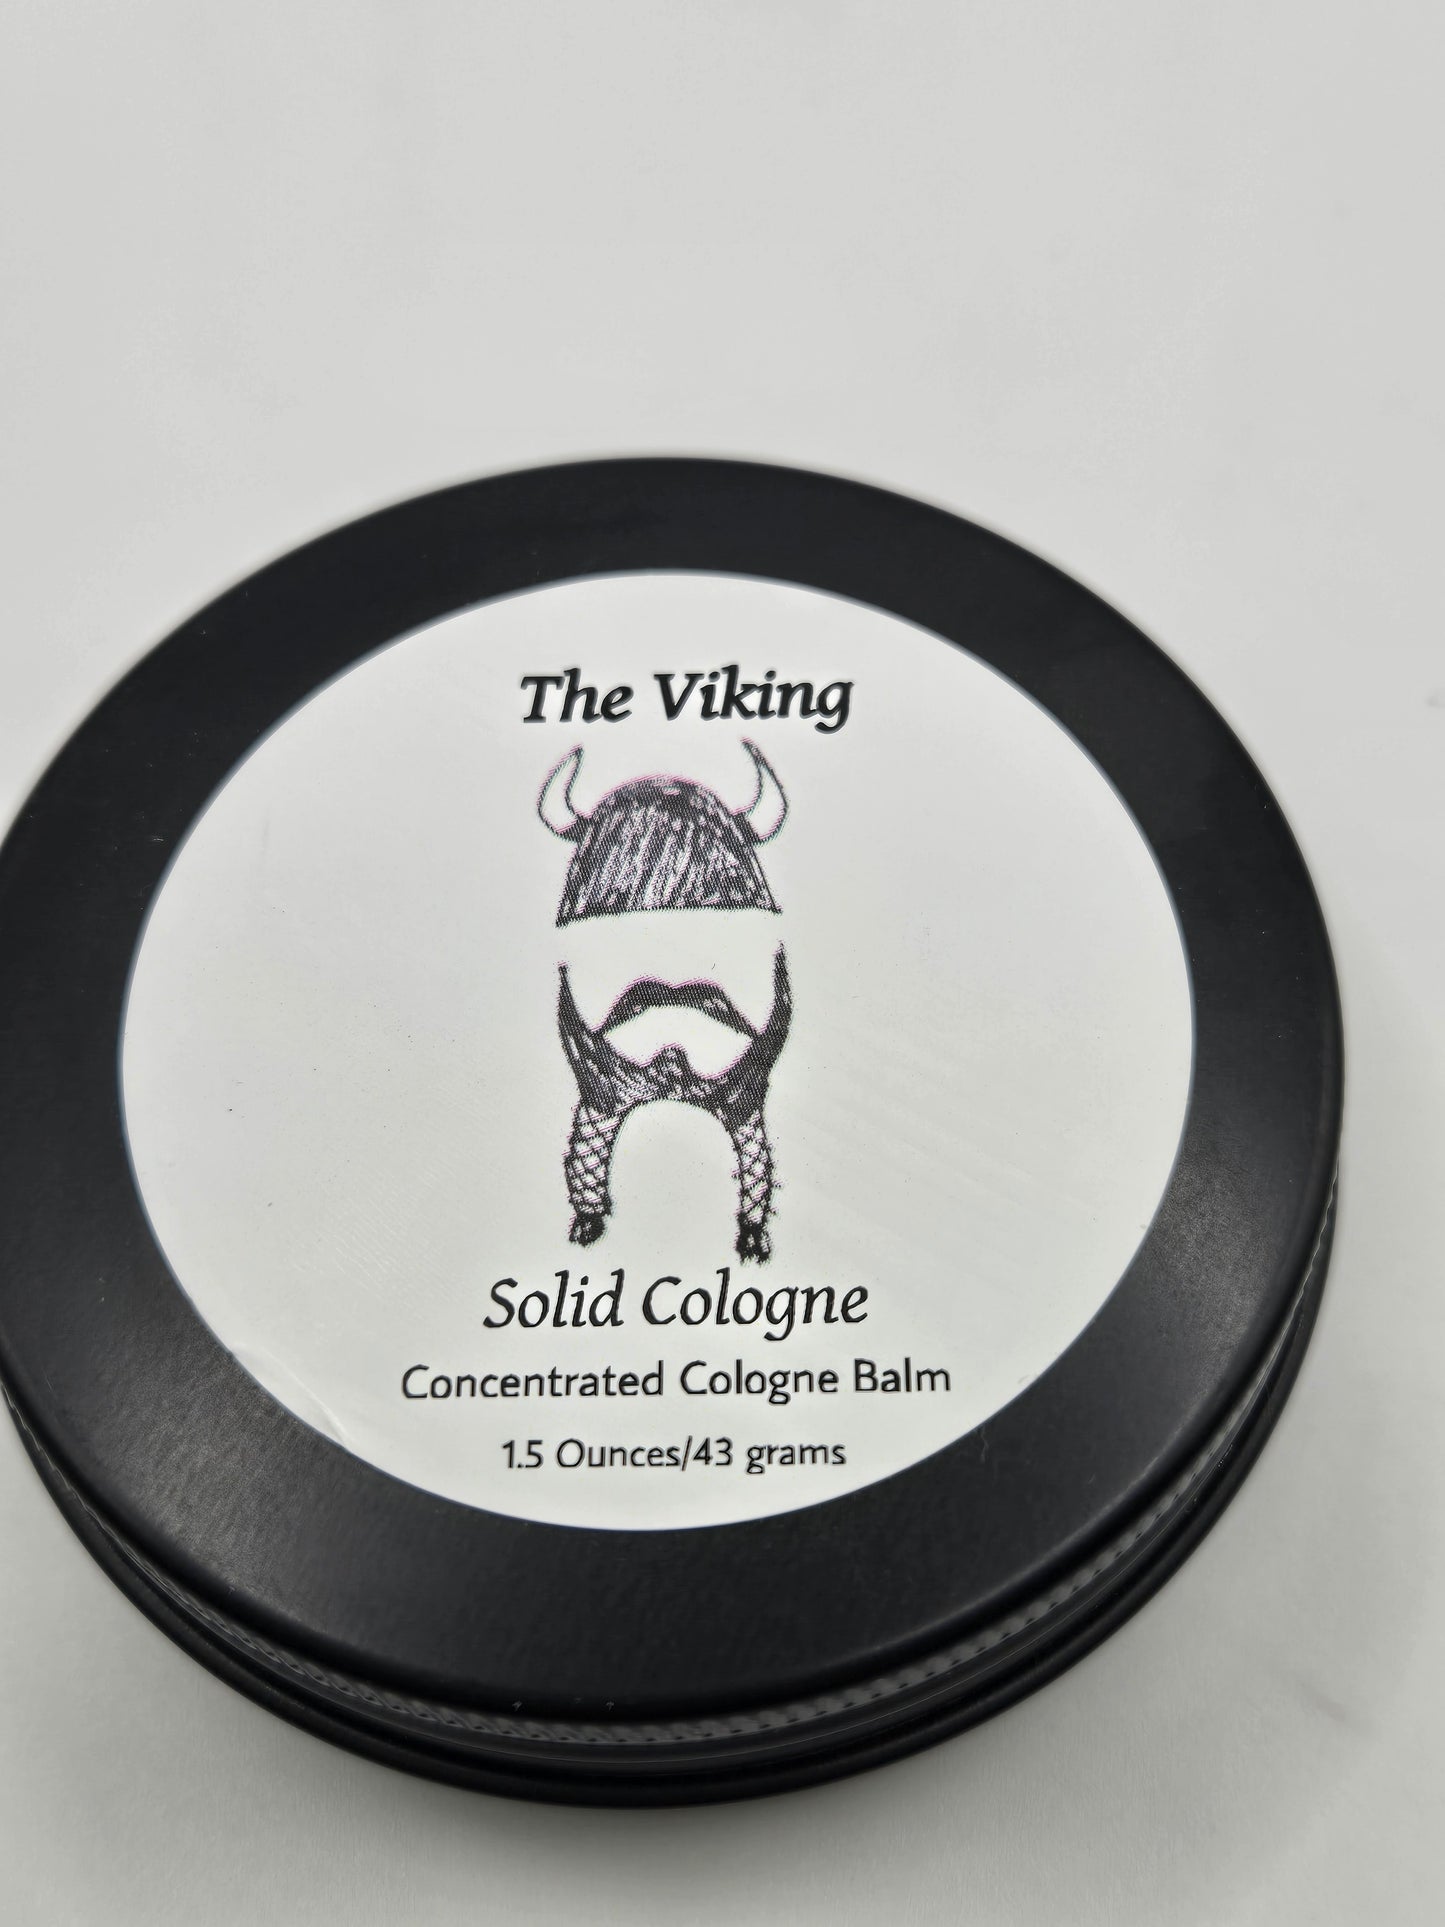 The Viking
Solid Cologne
Concentrated Cologne Balm
1.5 Ounces/43 grams